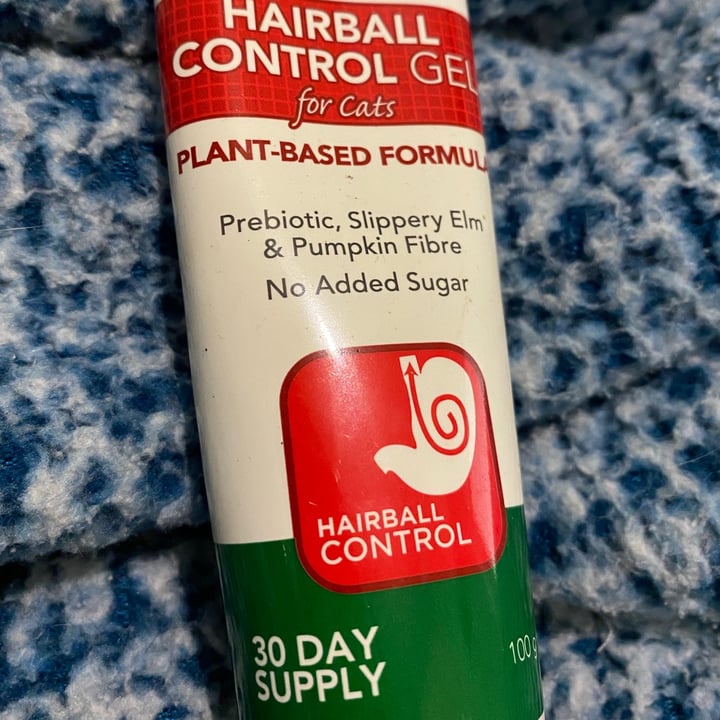 HAIRBALL
CONTROL GEL
for Cats
PLANT-BASED FORMULA
Prebiotic, Slippery Elm
& Pumpkin Fibre
No Added Sugar
HAIRBALL
CONTROL
30 DAY
SUPPLY
100 g